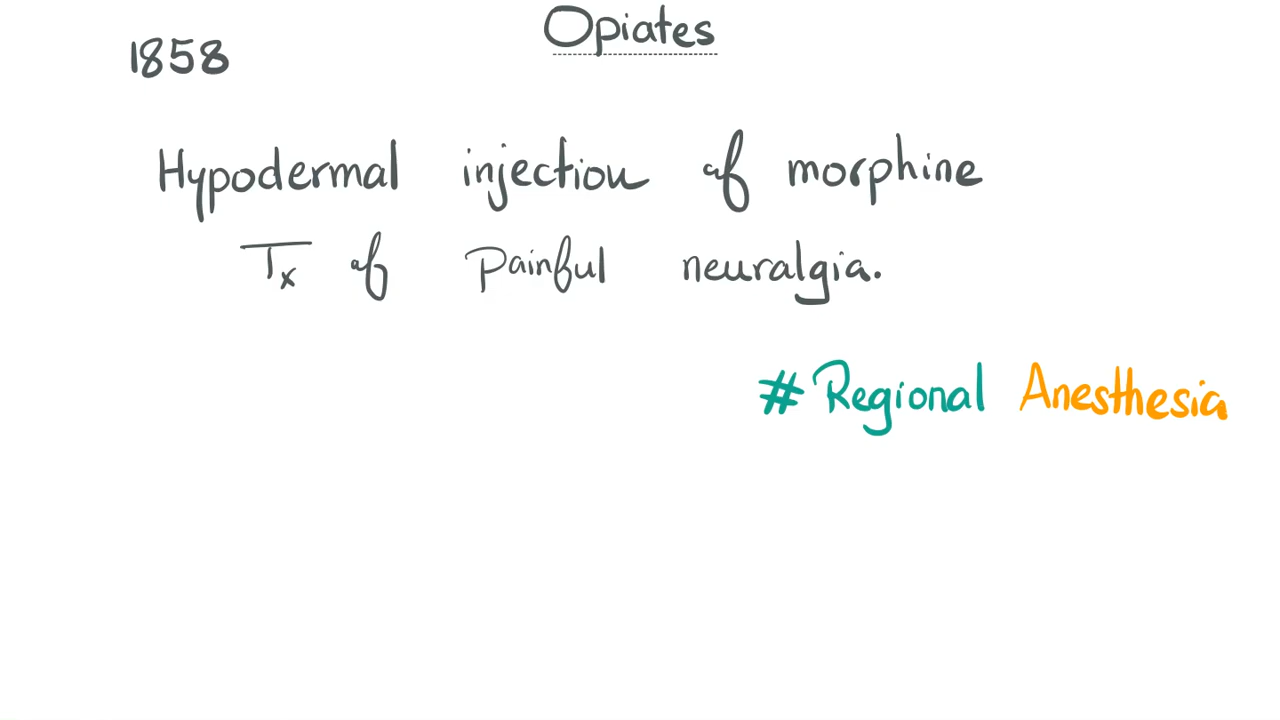 Opiates
1858
Hypodermal injection of morphine
Tx of Painful neuralgia.
# Regional Anesthesia